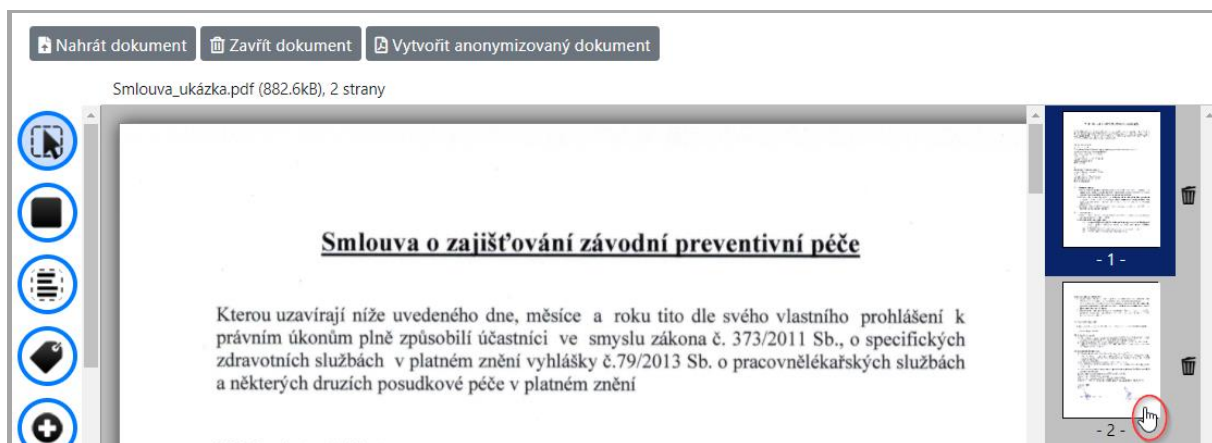 Nahrát dokument
Zavřít dokument
Vytvořit anonymizovaný dokument
Smlouva_ukázka.pdf (882.6kB), 2 strany
Smlouva o zajišťování závodní preventivní péče
Kterou uzavírají níže uvedeného dne, měsíce a roku tito dle svého vlastního prohlášení k
právním úkonům plně způsobilí účastníci ve smyslu zákona č. 373/2011 Sb., o specifických
zdravotních službách v platném znění vyhlášky č.79/2013 Sb. o pracovnělékařských službách
a některých druzích posudkové péče v platném znění
- 1 -
- 2 -